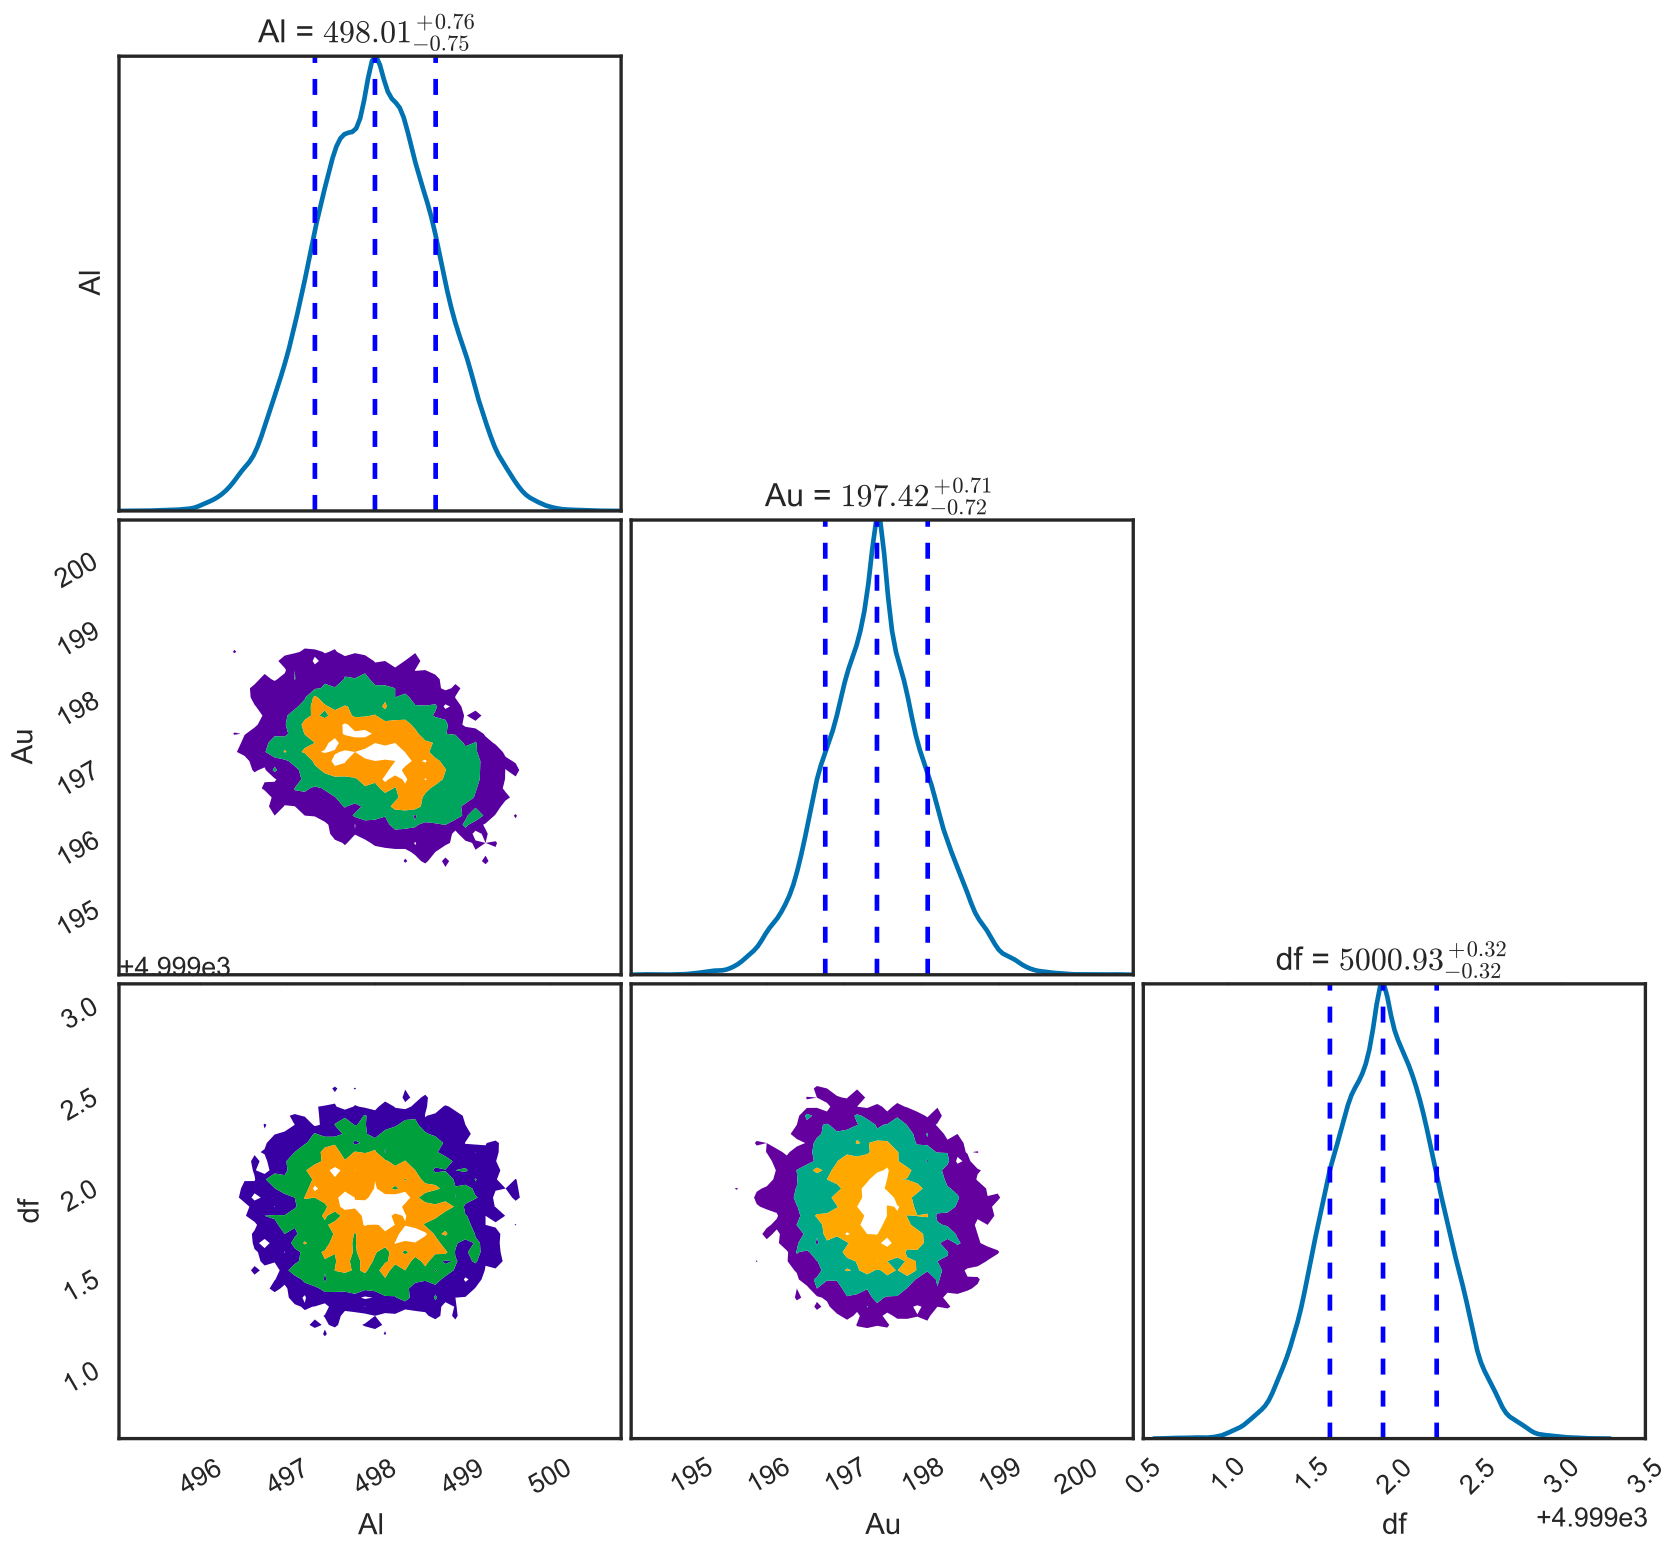 Al = 498.01+0.76−0.75
Al
Au = 197.42+0.71−0.72
200
199
198
197
196
195
Au
+4.999e3
df = 5000.93+0.32−0.32
3.0
2.5
2.0
1.5
1.0
df
496 497 498 499 500
195 196 197 198 199 200
0.5 1.0 1.5 2.0 2.5 3.0 3.5
+4.999e3
Al
Au
df